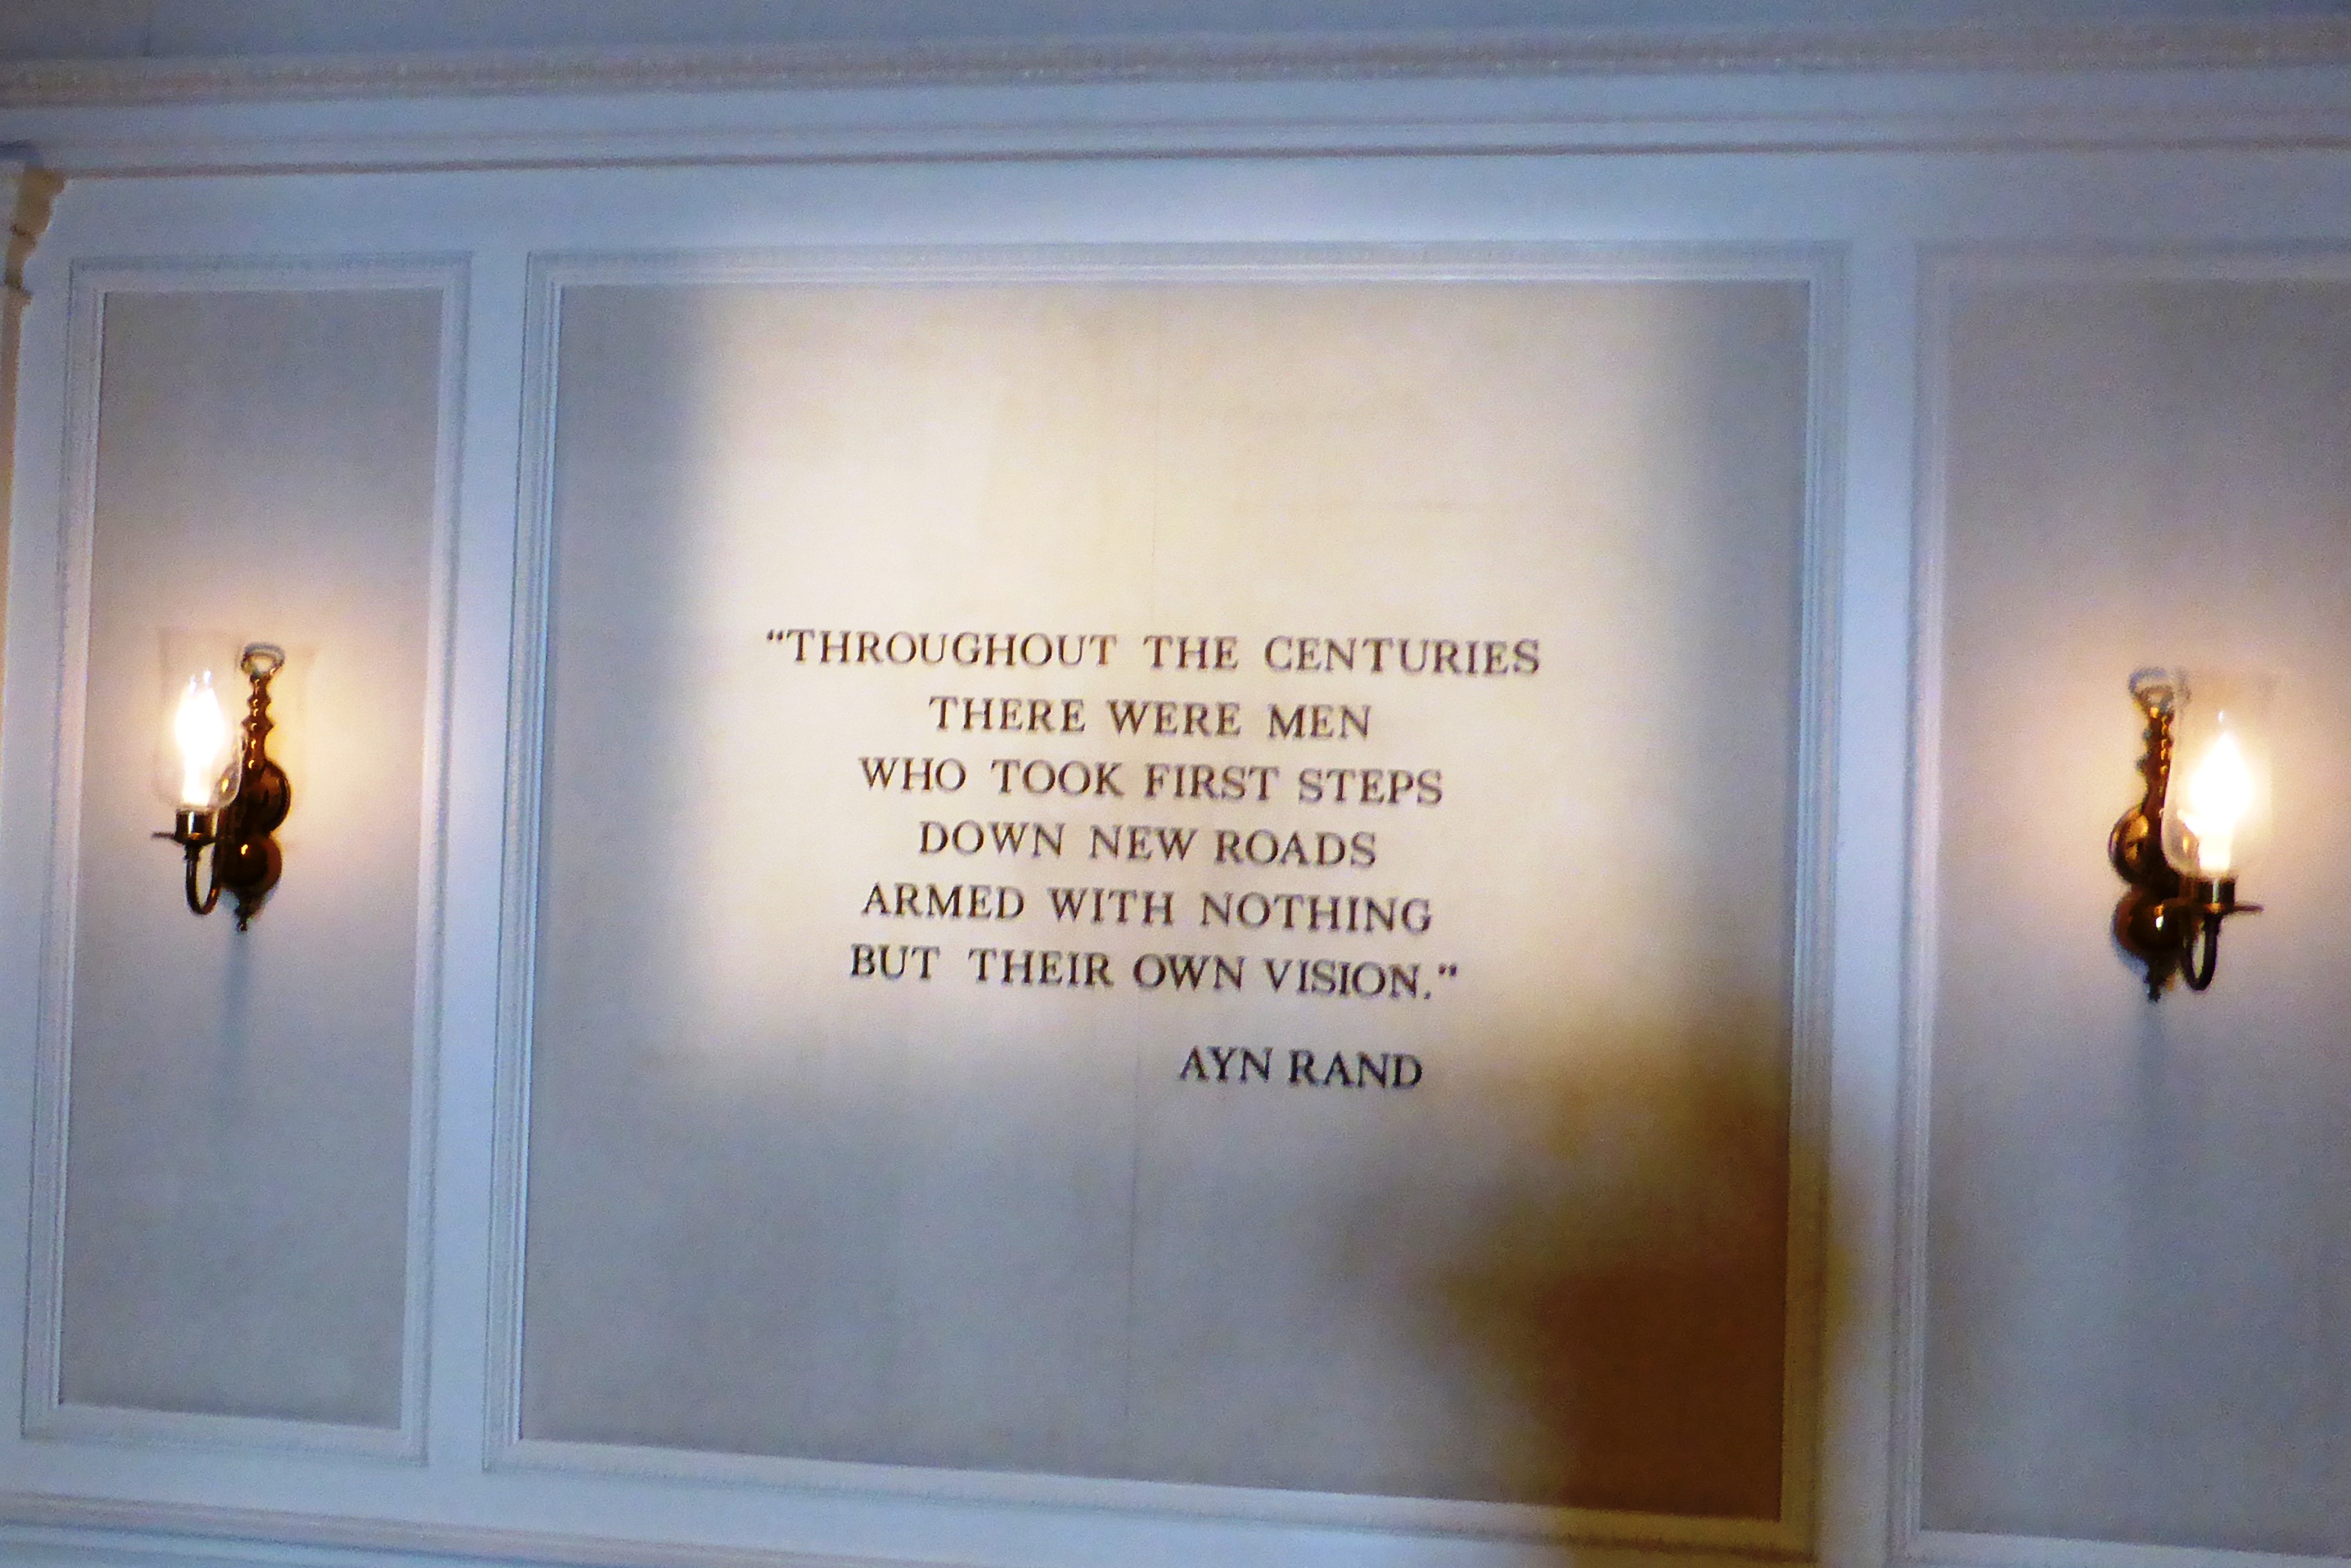 “THROUGHOUT THE CENTURIES
THERE WERE MEN
WHO TOOK FIRST STEPS
DOWN NEW ROADS
ARMED WITH NOTHING
BUT THEIR OWN VISION.”
AYN RAND